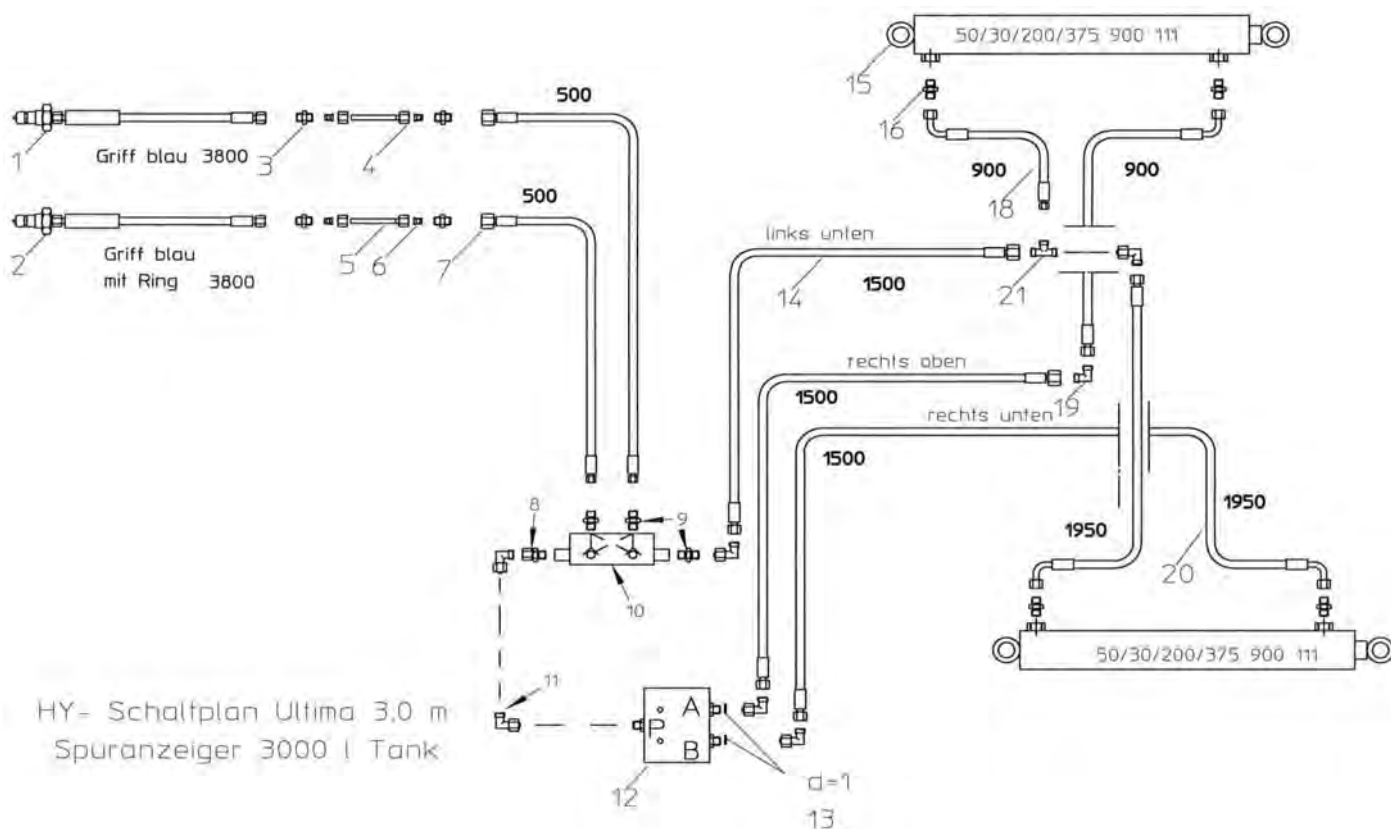 50/30/200/375 900 111
15
16
500
1
Griff blau 3800
3
4
900
18
900
500
2
Griff blau
mit Ring 3800
5
6
7
links unten
14
1500
21
rechts oben
1500
19
rechts unten
1500
1950
1950
20
8
9
10
50/30/200/375 900 111
11
HY- Schaltplan Ultima 3,0 m
Spuranzeiger 3000 l Tank
P
A
B
12
d=1
13